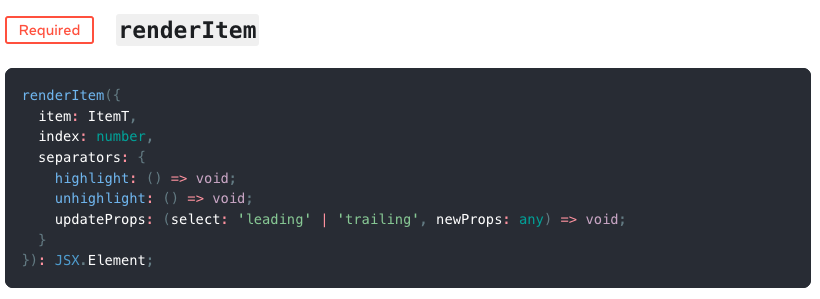 Required renderItem
renderItem({
  item: ItemT,
  index: number,
  separators: {
    highlight: () => void;
    unhighlight: () => void;
    updateProps: (select: 'leading' | 'trailing', newProps: any) => void;
  }
}): JSX.Element;